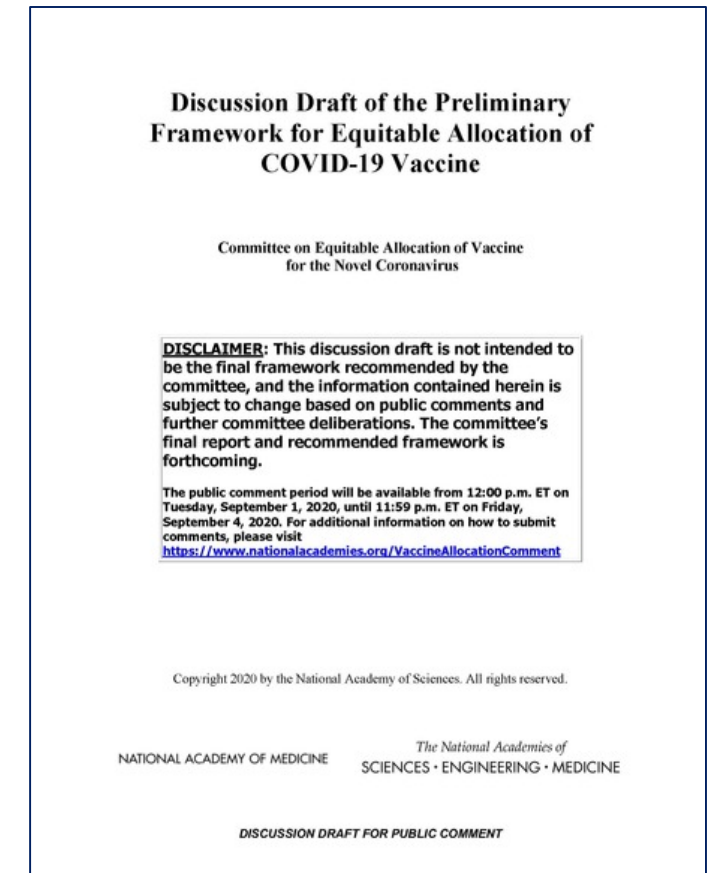 Discussion Draft of the Preliminary
Framework for Equitable Allocation of
COVID-19 Vaccine
Committee on Equitable Allocation of Vaccine
for the Novel Coronavirus
DISCLAIMER: This discussion draft is not intended to
be the final framework recommended by the
committee, and the information contained herein is
subject to change based on public comments and
further committee deliberations. The committee’s
final report and recommended framework is
forthcoming.
The public comment period will be available from 12:00 p.m. ET on
Tuesday, September 1, 2020, until 11:59 p.m. ET on Friday,
September 4, 2020. For additional information on how to submit
comments, please visit
https://www.nationalacademies.org/VaccineAllocationComment
Copyright 2020 by the National Academy of Sciences. All rights reserved.
NATIONAL ACADEMY OF MEDICINE
The National Academies of
SCIENCES · ENGINEERING · MEDICINE
DISCUSSION DRAFT FOR PUBLIC COMMENT